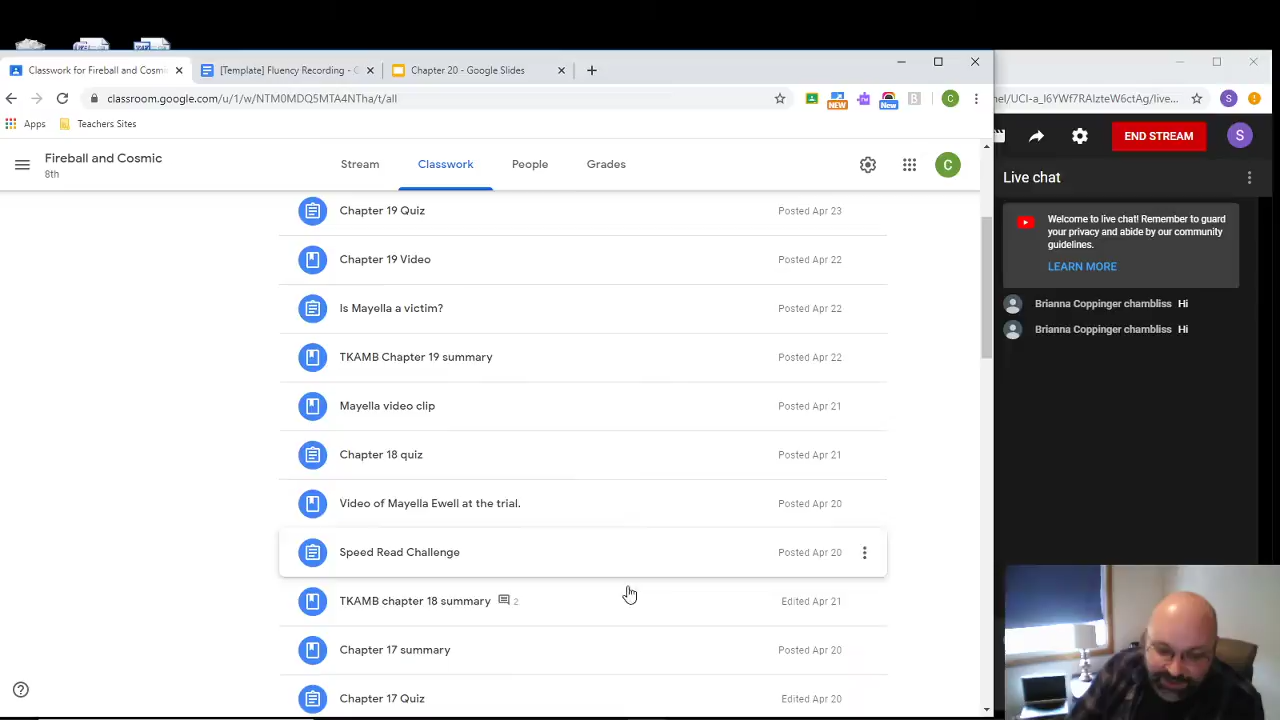 Classwork for Fireball and Cosm
[Template] Fluency Recording - G
Chapter 20 - Google Slides
classroom.google.com/u/1/w/NTM0MDQ5MTA4NTha/t/all
NEW
New
C
Apps
Teachers Sites
Fireball and Cosmic
8th
Stream
Classwork
People
Grades
C
Chapter 19 Quiz
Posted Apr 23
Chapter 19 Video
Posted Apr 22
Is Mayella a victim?
Posted Apr 22
TKAMB Chapter 19 summary
Posted Apr 22
Mayella video clip
Posted Apr 21
Chapter 18 quiz
Posted Apr 21
Video of Mayella Ewell at the trial.
Posted Apr 20
Speed Read Challenge
Posted Apr 20
TKAMB chapter 18 summary 2
Edited Apr 21
Chapter 17 summary
Posted Apr 20
Chapter 17 Quiz
Edited Apr 20
S
END STREAM
S
Live chat
Welcome to live chat! Remember to guard
your privacy and abide by our community
guidelines.
LEARN MORE
Brianna Coppinger chambliss Hi
Brianna Coppinger chambliss Hi